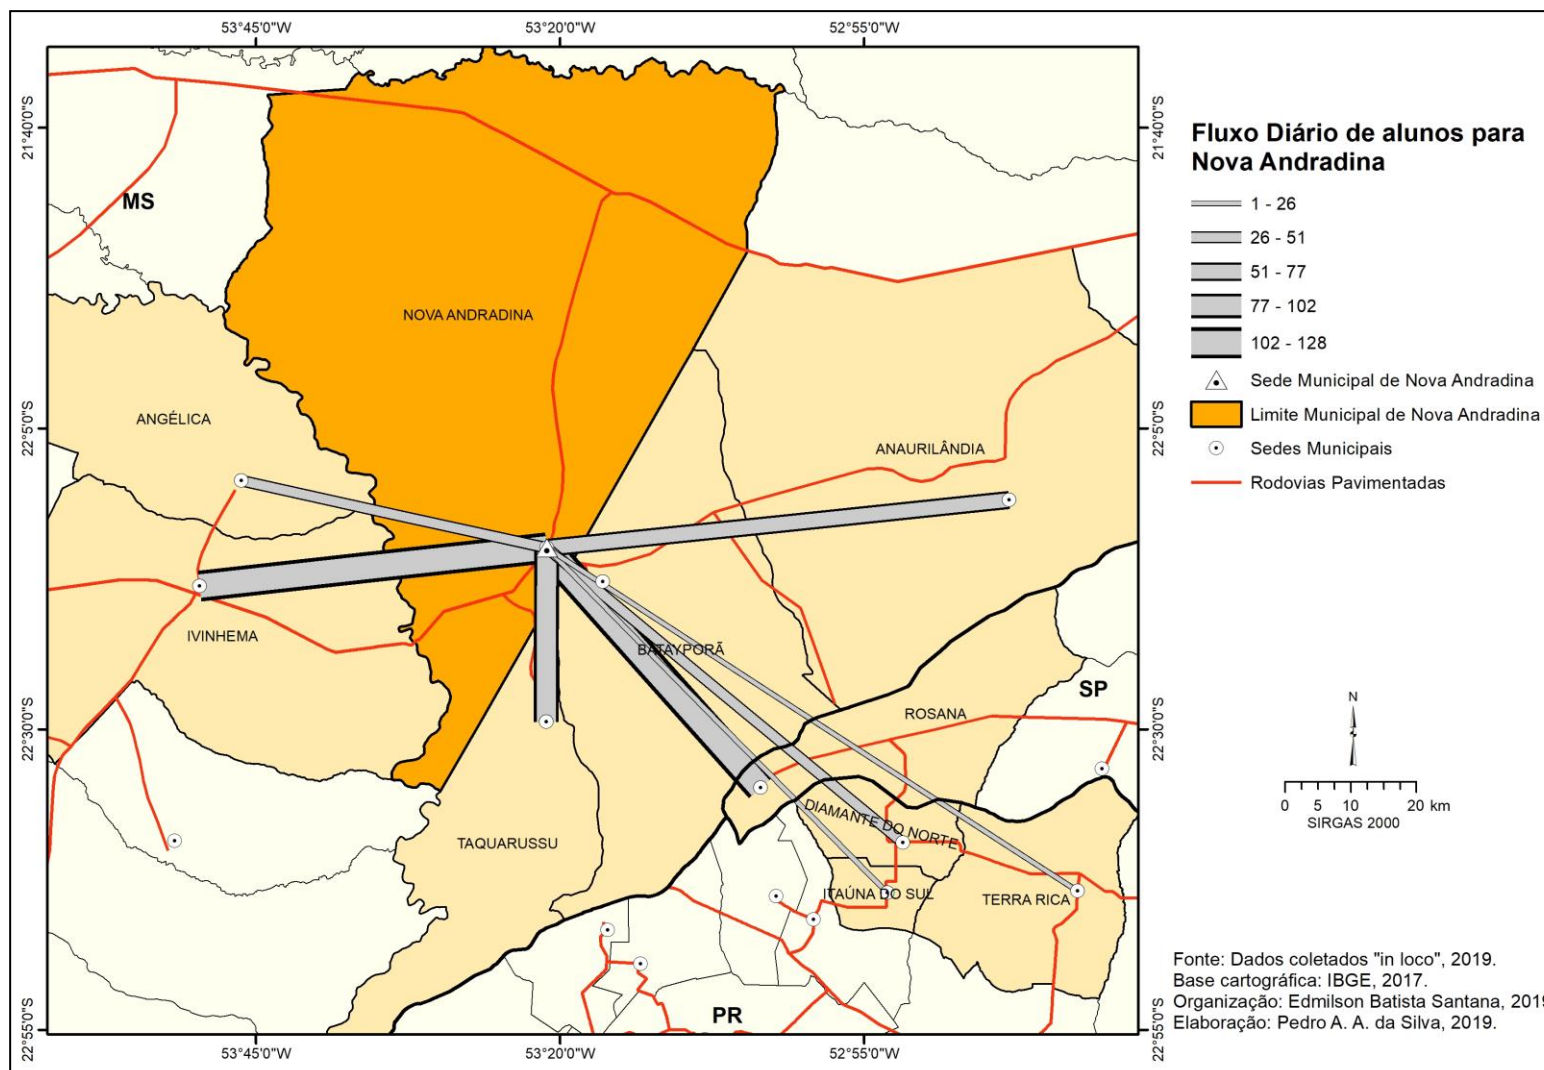 53°45'0"W
53°20'0"W
52°55'0"W
21°40'0"S
21°40'0"S
MS
NOVA ANDRADINA
ANGÉLICA
22°5'0"S
22°5'0"S
ANAURILÂNDIA
IVINHEMA
BATAYPORÃ
SP
ROSANA
22°30'0"S
22°30'0"S
TAQUARUSSU
DIAMANTE DO NORTE
ITAÚNA DO SUL
TERRA RICA
PR
22°55'0"S
22°55'0"S
53°45'0"W
53°20'0"W
52°55'0"W
Fluxo Diário de alunos para
Nova Andradina
1 - 26
26 - 51
51 - 77
77 - 102
102 - 128
Sede Municipal de Nova Andradina
Limite Municipal de Nova Andradina
Sedes Municipais
Rodovias Pavimentadas
N
0 5 10 20 km
SIRGAS 2000
Fonte: Dados coletados "in loco", 2019.
Base cartográfica: IBGE, 2017.
Organização: Edmilson Batista Santana, 2019
Elaboração: Pedro A. A. da Silva, 2019.